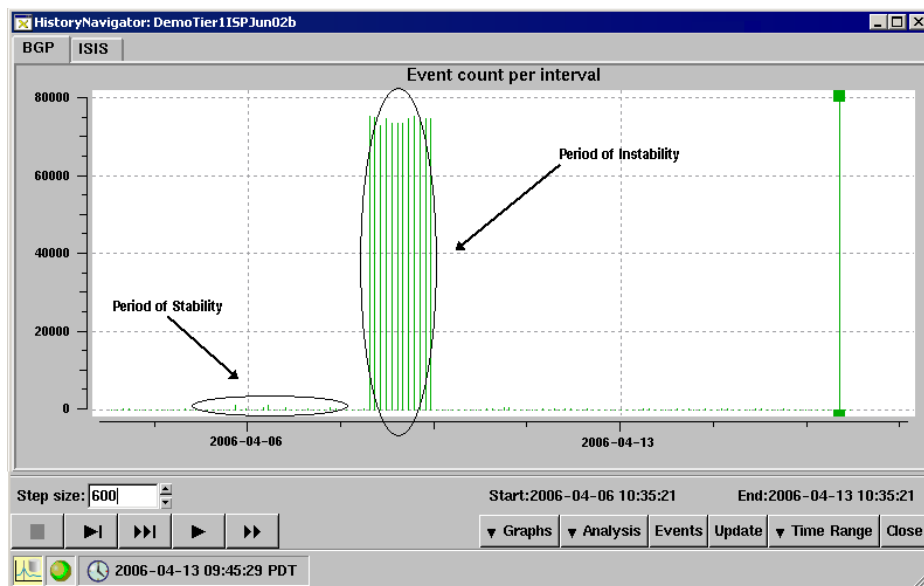 HistoryNavigator: DemoTier1ISPJun02b
BGP ISIS
Event count per interval
80000
60000
40000
20000
0
Period of Instability
Period of Stability
2006-04-06 2006-04-13
Step size: 600 Start:2006-04-06 10:35:21 End:2006-04-13 10:35:21
Graphs Analysis Events Update Time Range Close
2006-04-13 09:45:29 PDT